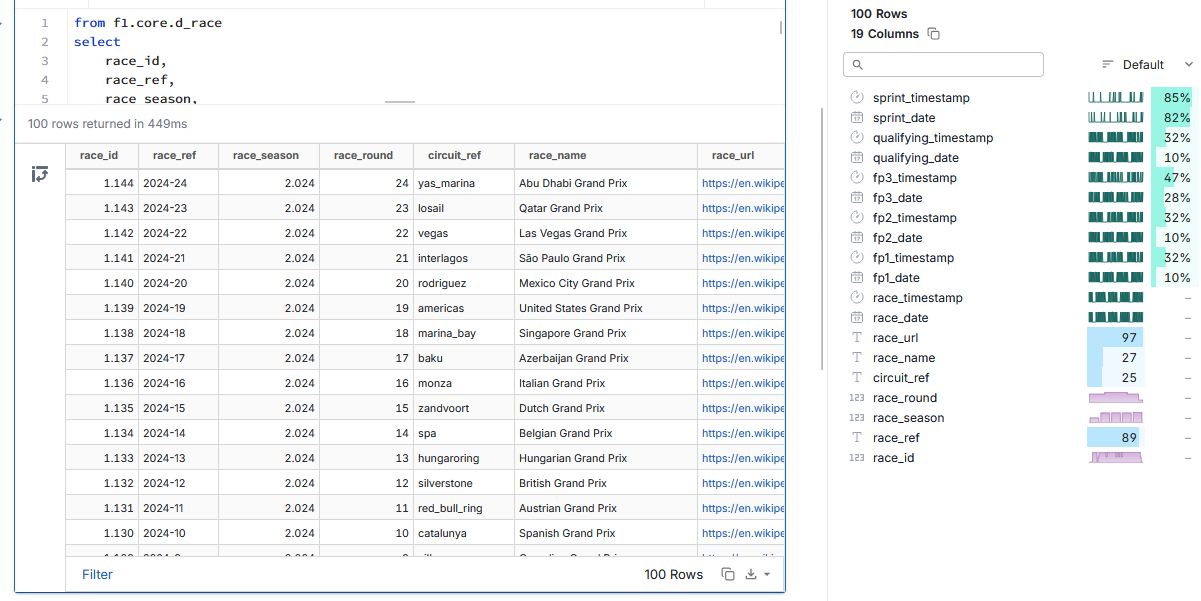 1 from f1.core.d_race
2 select
3 race_id,
4 race_ref,
5 race_season,
100 rows returned in 449ms
race_id race_ref race_season race_round circuit_ref race_name race_url
1.144 2024-24 2.024 24 yas_marina Abu Dhabi Grand Prix https://en.wikipe
1.143 2024-23 2.024 23 losail Qatar Grand Prix https://en.wikipe
1.142 2024-22 2.024 22 vegas Las Vegas Grand Prix https://en.wikipe
1.141 2024-21 2.024 21 interlagos São Paulo Grand Prix https://en.wikipe
1.140 2024-20 2.024 20 rodriguez Mexico City Grand Prix https://en.wikipe
1.139 2024-19 2.024 19 americas United States Grand Prix https://en.wikipe
1.138 2024-18 2.024 18 marina_bay Singapore Grand Prix https://en.wikipe
1.137 2024-17 2.024 17 baku Azerbaijan Grand Prix https://en.wikipe
1.136 2024-16 2.024 16 monza Italian Grand Prix https://en.wikipe
1.135 2024-15 2.024 15 zandvoort Dutch Grand Prix https://en.wikipe
1.134 2024-14 2.024 14 spa Belgian Grand Prix https://en.wikipe
1.133 2024-13 2.024 13 hungaroring Hungarian Grand Prix https://en.wikipe
1.132 2024-12 2.024 12 silverstone British Grand Prix https://en.wikipe
1.131 2024-11 2.024 11 red_bull_ring Austrian Grand Prix https://en.wikipe
1.130 2024-10 2.024 10 catalunya Spanish Grand Prix https://en.wikipe
Filter 100 Rows
100 Rows
19 Columns
Default
sprint_timestamp 85%
17 sprint_date 82%
qualifying_timestamp 32%
17 qualifying_date 10%
fp3_timestamp 47%
17 fp3_date 28%
fp2_timestamp 32%
17 fp2_date 10%
fp1_timestamp 32%
17 fp1_date 10%
race_timestamp –
17 race_date –
T race_url 97 –
T race_name 27 –
T circuit_ref 25 –
123 race_round –
123 race_season –
T race_ref 89 –
123 race_id –